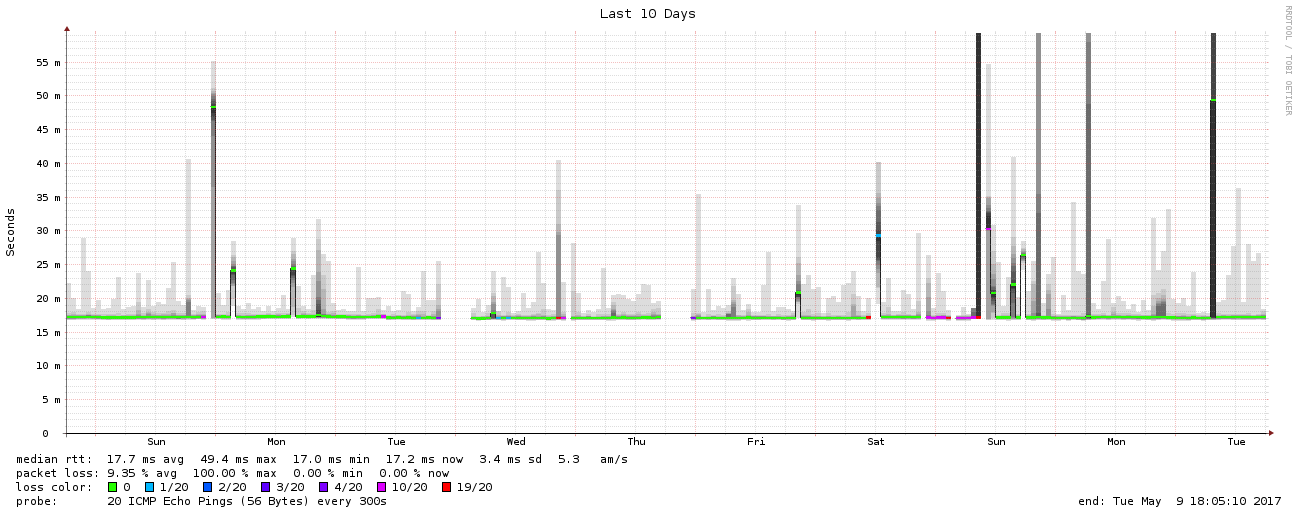 Last 10 Days
RRDTOOL / TOBI OETIKER
Seconds
55 m
50 m
45 m
40 m
35 m
30 m
25 m
20 m
15 m
10 m
5 m
0
Sun Mon Tue Wed Thu Fri Sat Sun Mon Tue
median rtt: 17.7 ms avg 49.4 ms max 17.0 ms min 17.2 ms now 3.4 ms sd 5.3 am/s
packet loss: 9.35 % avg 100.00 % max 0.00 % min 0.00 % now
loss color: 0 1/20 2/20 3/20 4/20 10/20 19/20
probe: 20 ICMP Echo Pings (56 Bytes) every 300s end: Tue May 9 18:05:10 2017